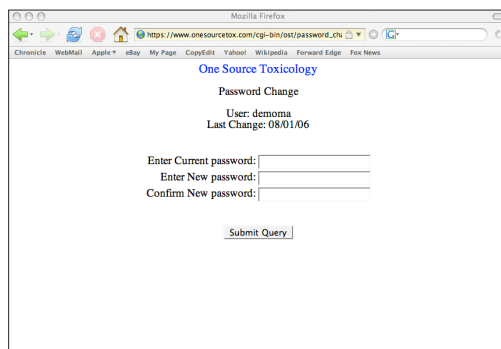 Mozilla Firefox
https://www.onesourcetox.com/cgi-bin/ost/password_cha
G
Chronicle WebMail Apple eBay My Page CopyEdit Yahoo! Wikipedia Forward Edge Fox News
One Source Toxicology
Password Change
User: demoma
Last Change: 08/01/06
Enter Current password:
Enter New password:
Confirm New password:
Submit Query